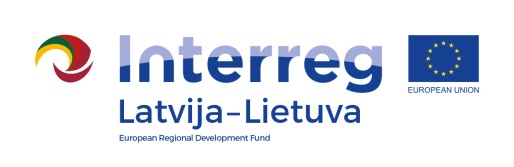 Interreg
EUROPEAN UNION
Latvija–Lietuva
European Regional Development Fund